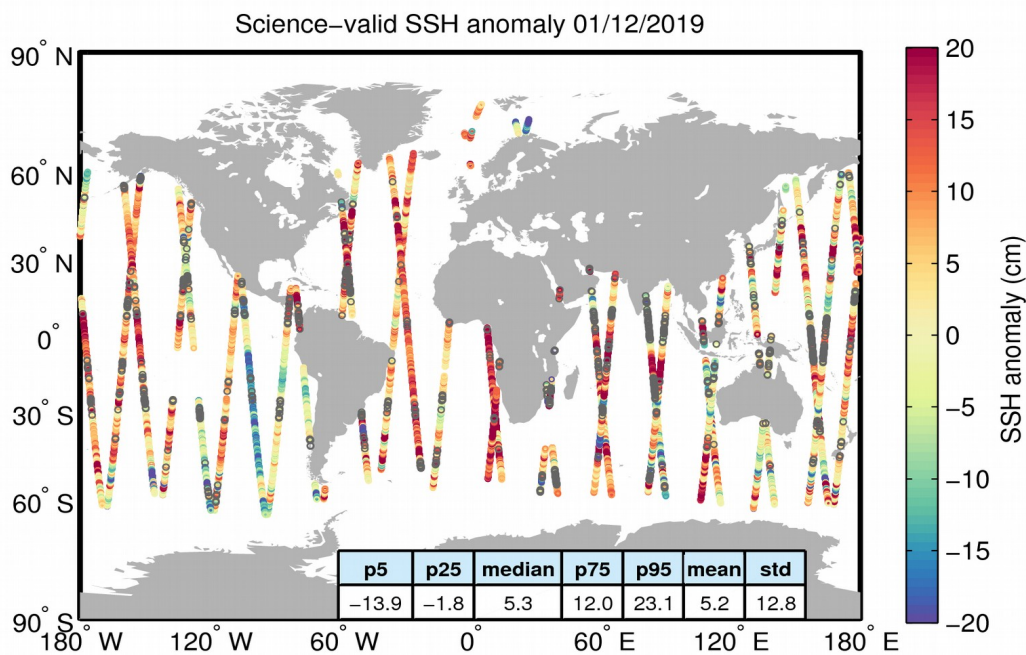 Science−valid SSH anomaly 01/12/2019
90° N
60° N
30° N
0°
30° S
60° S
90° S
180° W
120° W
60° W
0°
60° E
120° E
180° E
p5 p25 median p75 p95 mean std
−13.9 −1.8 5.3 12.0 23.1 5.2 12.8
20
15
10
5
0
−5
−10
−15
−20
SSH anomaly (cm)